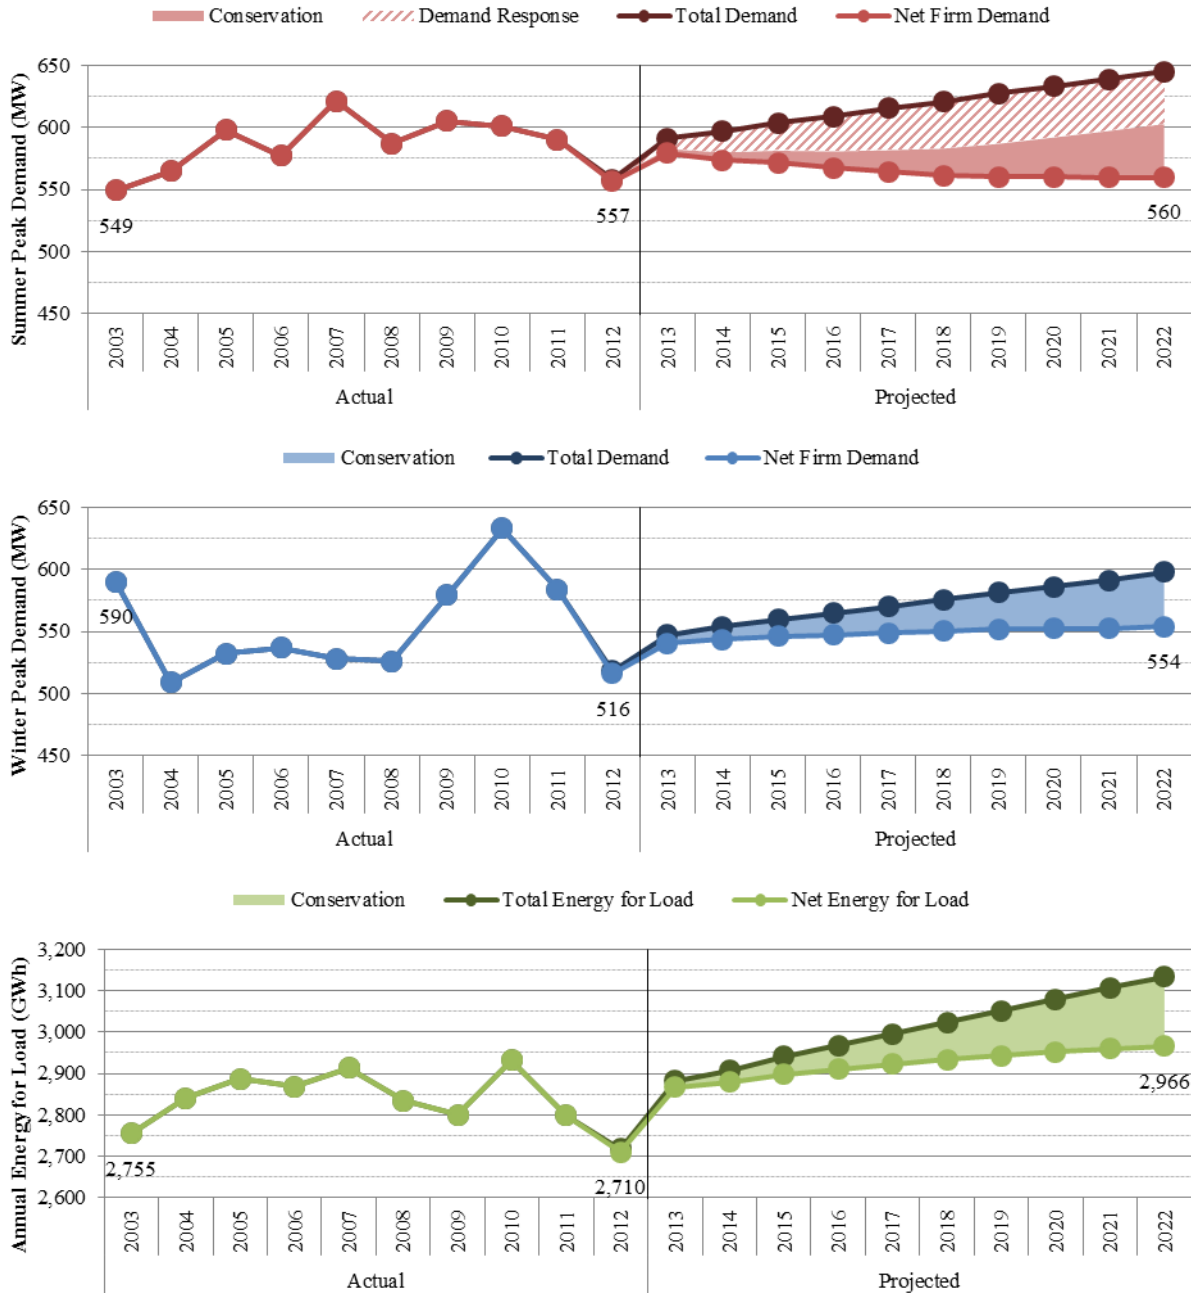 Conservation Demand Response Total Demand Net Firm Demand
Summer Peak Demand (MW)
650
600
550
500
450
549
557
560
2003 2004 2005 2006 2007 2008 2009 2010 2011 2012 2013 2014 2015 2016 2017 2018 2019 2020 2021 2022
Actual Projected
Conservation Total Demand Net Firm Demand
Winter Peak Demand (MW)
650
600
550
500
450
590
516
554
2003 2004 2005 2006 2007 2008 2009 2010 2011 2012 2013 2014 2015 2016 2017 2018 2019 2020 2021 2022
Actual Projected
Conservation Total Energy for Load Net Energy for Load
Annual Energy for Load (GWh)
3,200
3,100
3,000
2,900
2,800
2,700
2,600
2,755
2,710
2,966
2003 2004 2005 2006 2007 2008 2009 2010 2011 2012 2013 2014 2015 2016 2017 2018 2019 2020 2021 2022
Actual Projected